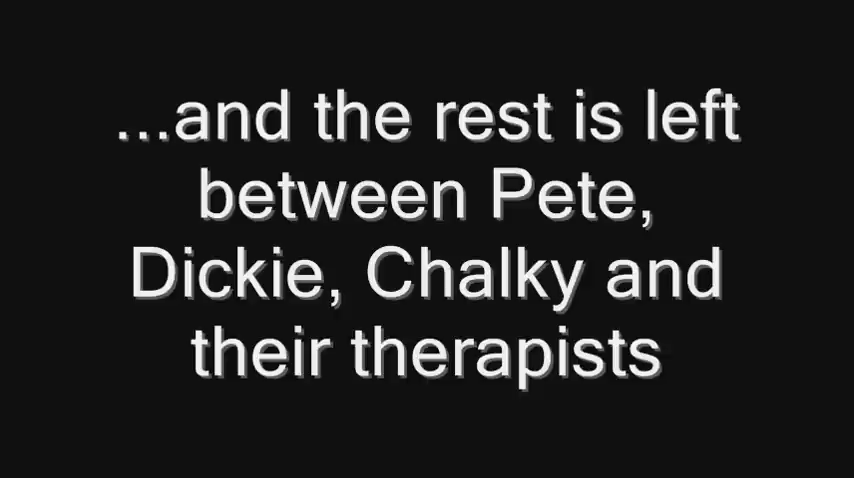 ...and the rest is left
between Pete,
Dickie, Chalky and
their therapists